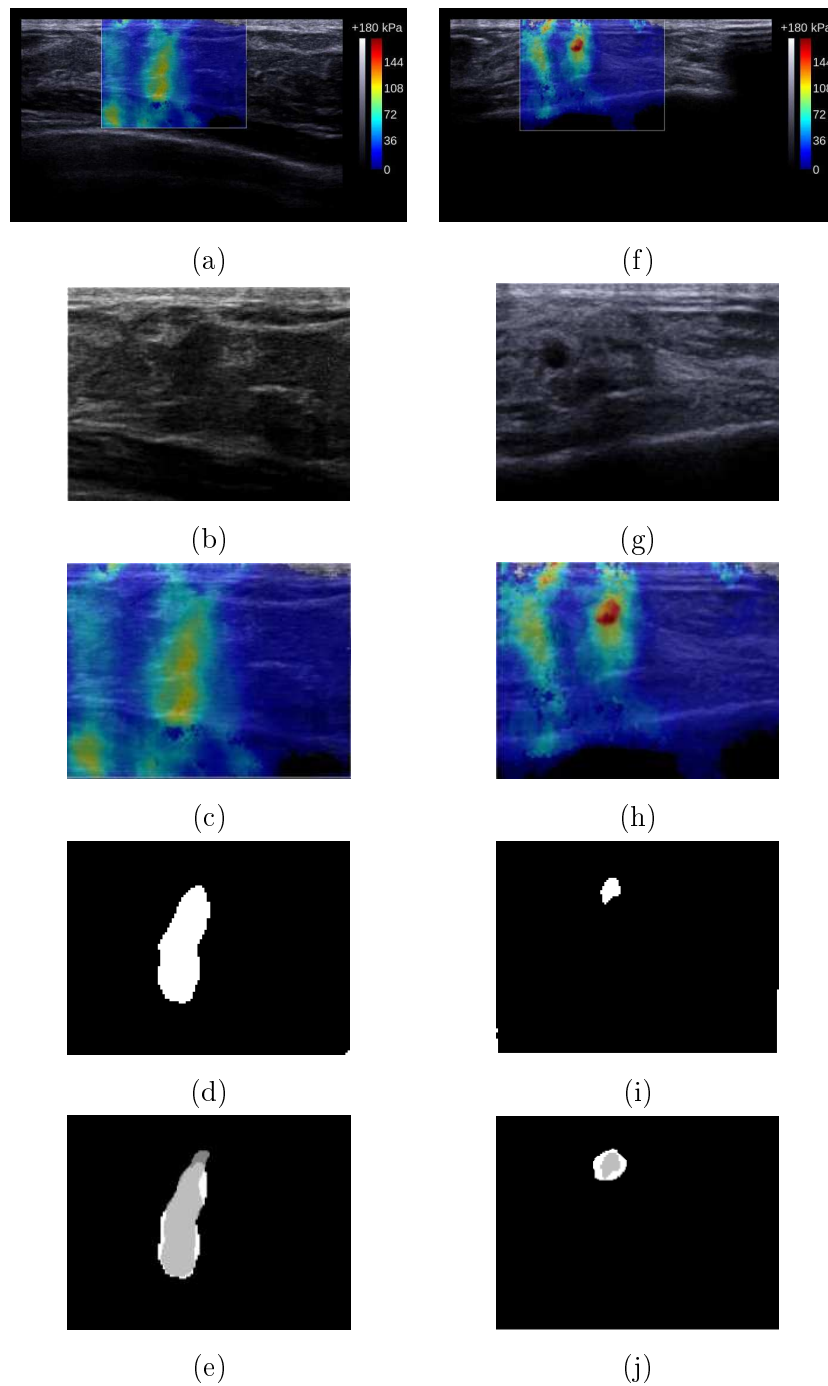 +180 kPa
144
108
72
36
0
(a)
+180 kPa
144
108
72
36
0
(f)
(b)
(g)
(c)
(h)
(d)
(i)
(e)
(j)